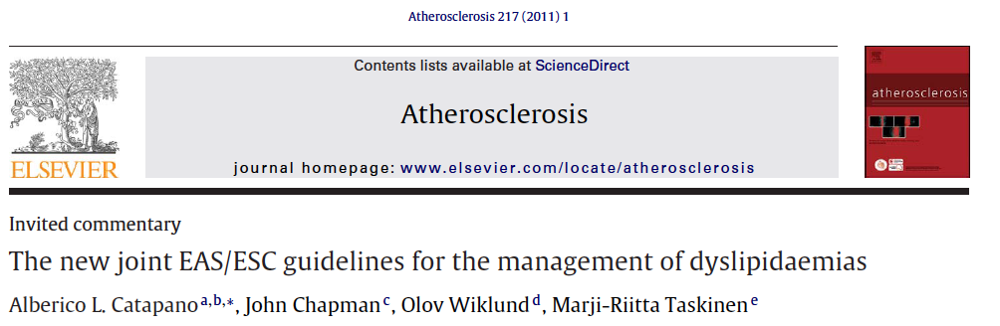 Atherosclerosis 217 (2011) 1
Contents lists available at ScienceDirect
Atherosclerosis
journal homepage: www.elsevier.com/locate/atherosclerosis
ELSEVIER
atherosclerosis
Invited commentary
The new joint EAS/ESC guidelines for the management of dyslipidaemias
Alberico L. Catapano a,b,*, John Chapman c, Olov Wiklund d, Marji-Riitta Taskinen e